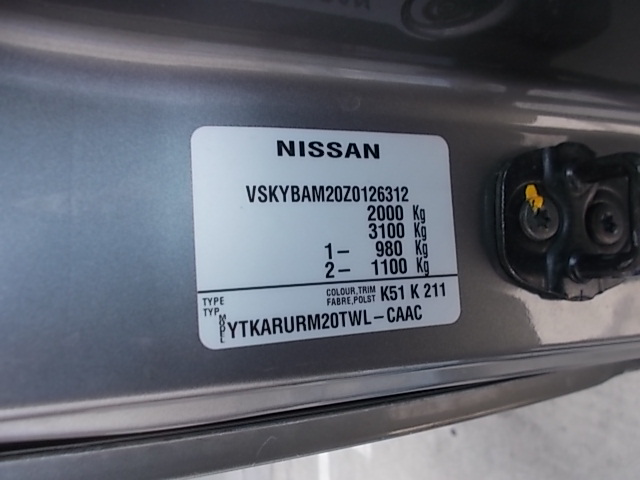 NISSAN
VSKYBAM20Z0126312
2000 Kg
3100 Kg
1- 980 Kg
2- 1100 Kg
TYPE COLOUR,TRIM K51 K 211
TYP FABRE,POLST
MODEL YTKARURM20TWL-CAAC